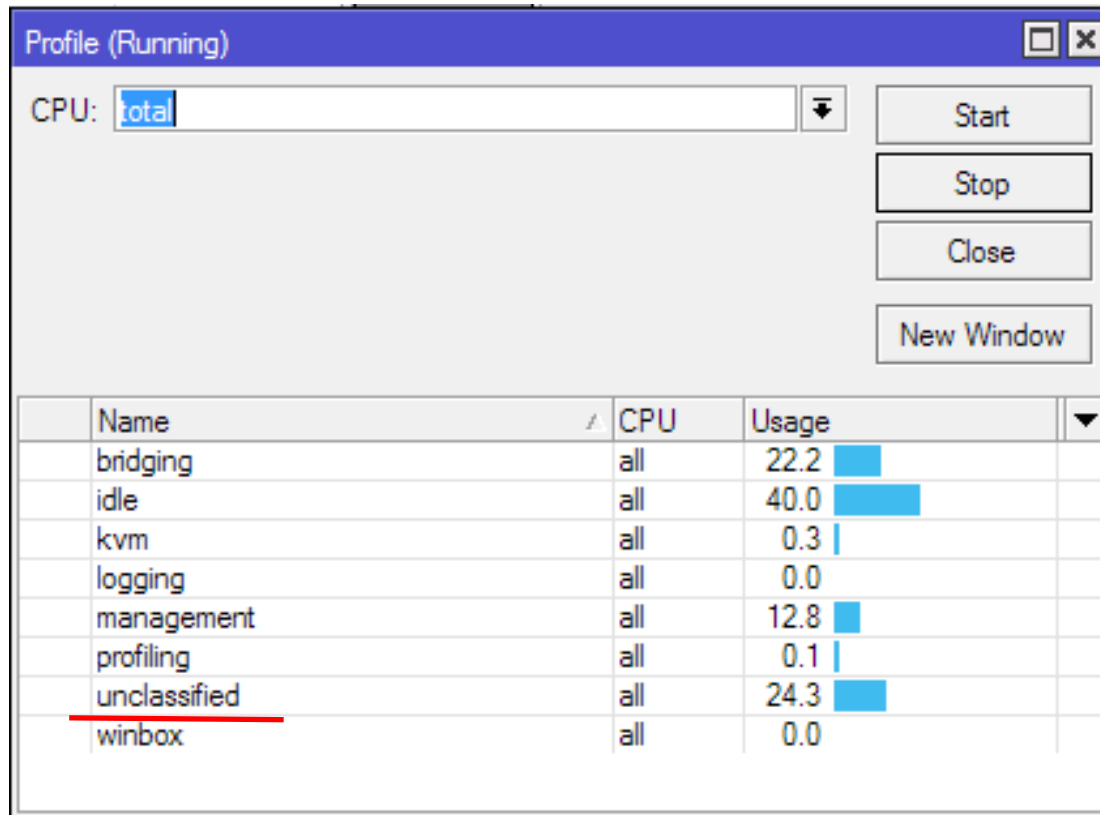 Profile (Running)
CPU: total
Start
Stop
Close
New Window
Name CPU Usage
bridging all 22.2
idle all 40.0
kvm all 0.3
logging all 0.0
management all 12.8
profiling all 0.1
unclassified all 24.3
winbox all 0.0